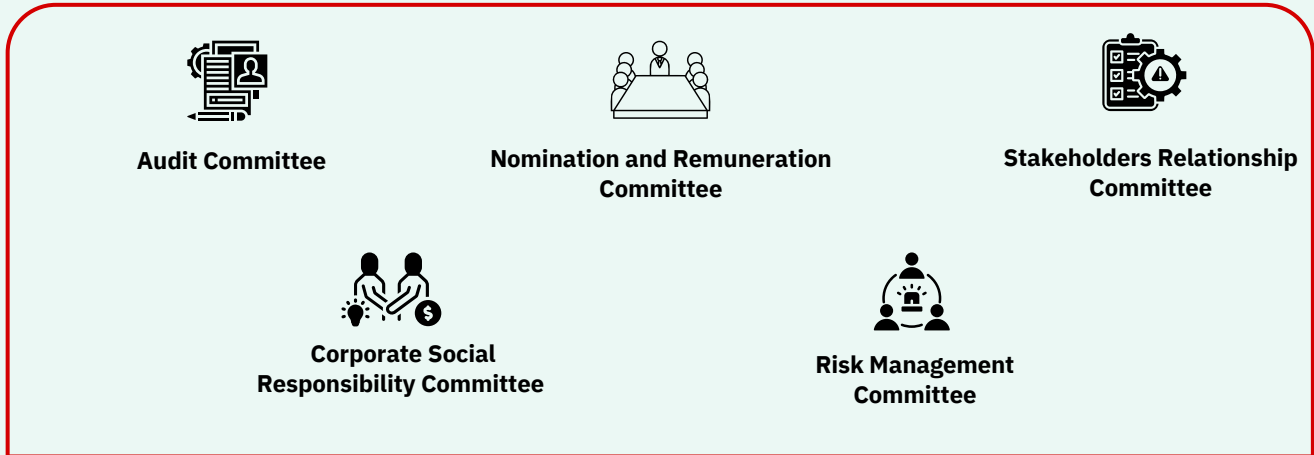 Audit Committee
Nomination and Remuneration
Committee
Stakeholders Relationship
Committee
$
Corporate Social
Responsibility Committee
Risk Management
Committee